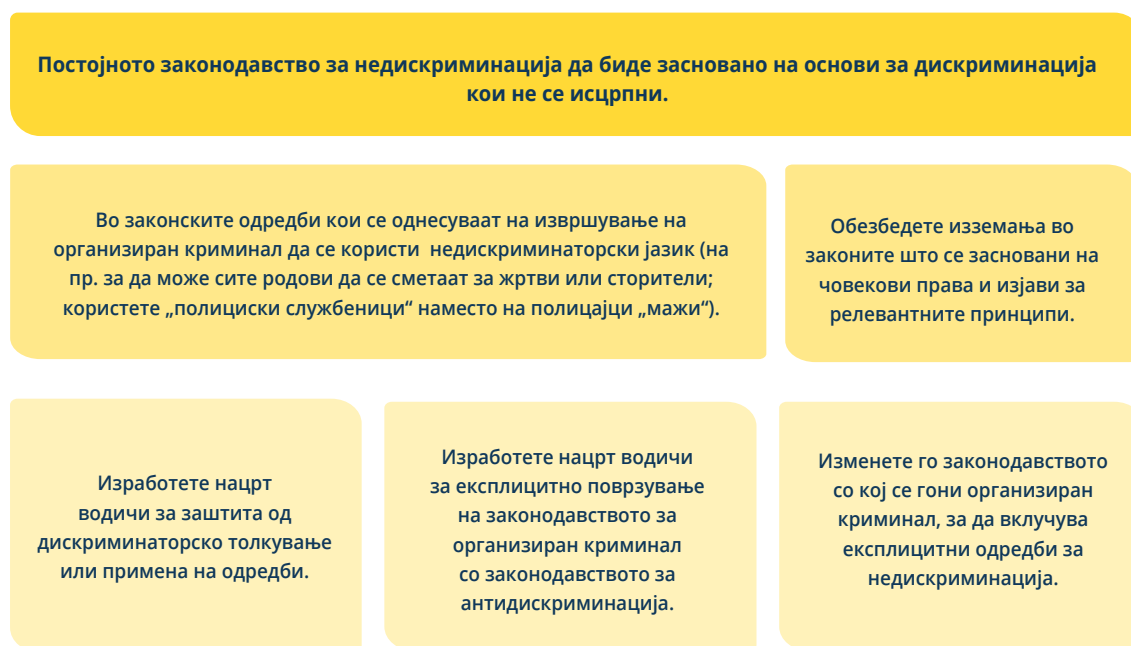 Постојното законодавство за недискриминација да биде засновано на основи за дискриминација
кои не се исцрпни.
Во законските одредби кои се однесуваат на извршување на
организиран криминал да се користи недискриминаторски јазик (на
пр. за да може сите родови да се сметаат за жртви или сторители;
користете „полициски службеници“ наместо на полицајци „мажи“).
Обезбедете изземања во
законите што се засновани на
човекови права и изјави за
релевантните принципи.
Изработете нацрт
водичи за заштита од
дискриминаторско толкување
или примена на одредби.
Изработете нацрт водичи
за експлицитно поврзување
на законодавството за
организиран криминал
со законодавството за
антидискриминација.
Изменете го законодавството
со кој се гони организиран
криминал, за да вклучува
експлицитни одредби за
недискриминација.